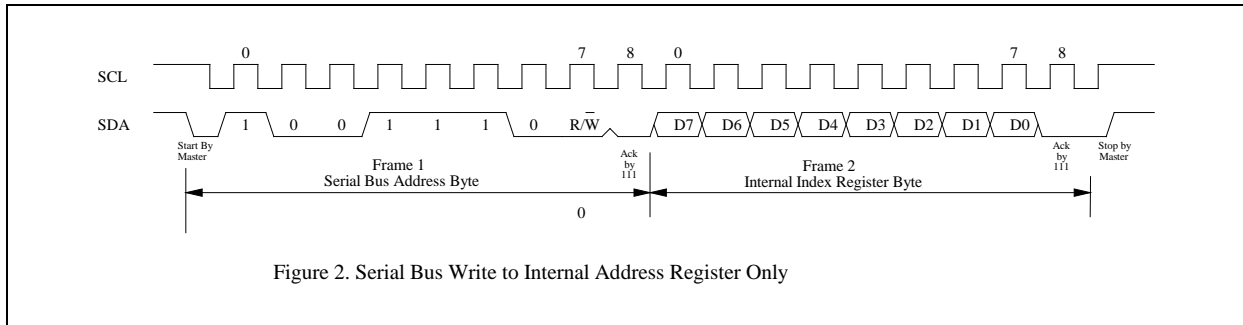 0 7 8 0 7 8
SCL
SDA 1 0 0 1 1 1 0 R/W̅ D7 D6 D5 D4 D3 D2 D1 D0
Start By
Master
Ack
by
111
Ack
by
111
Stop by
Master
Frame 1
Serial Bus Address Byte
Frame 2
Internal Index Register Byte
0
Figure 2. Serial Bus Write to Internal Address Register Only